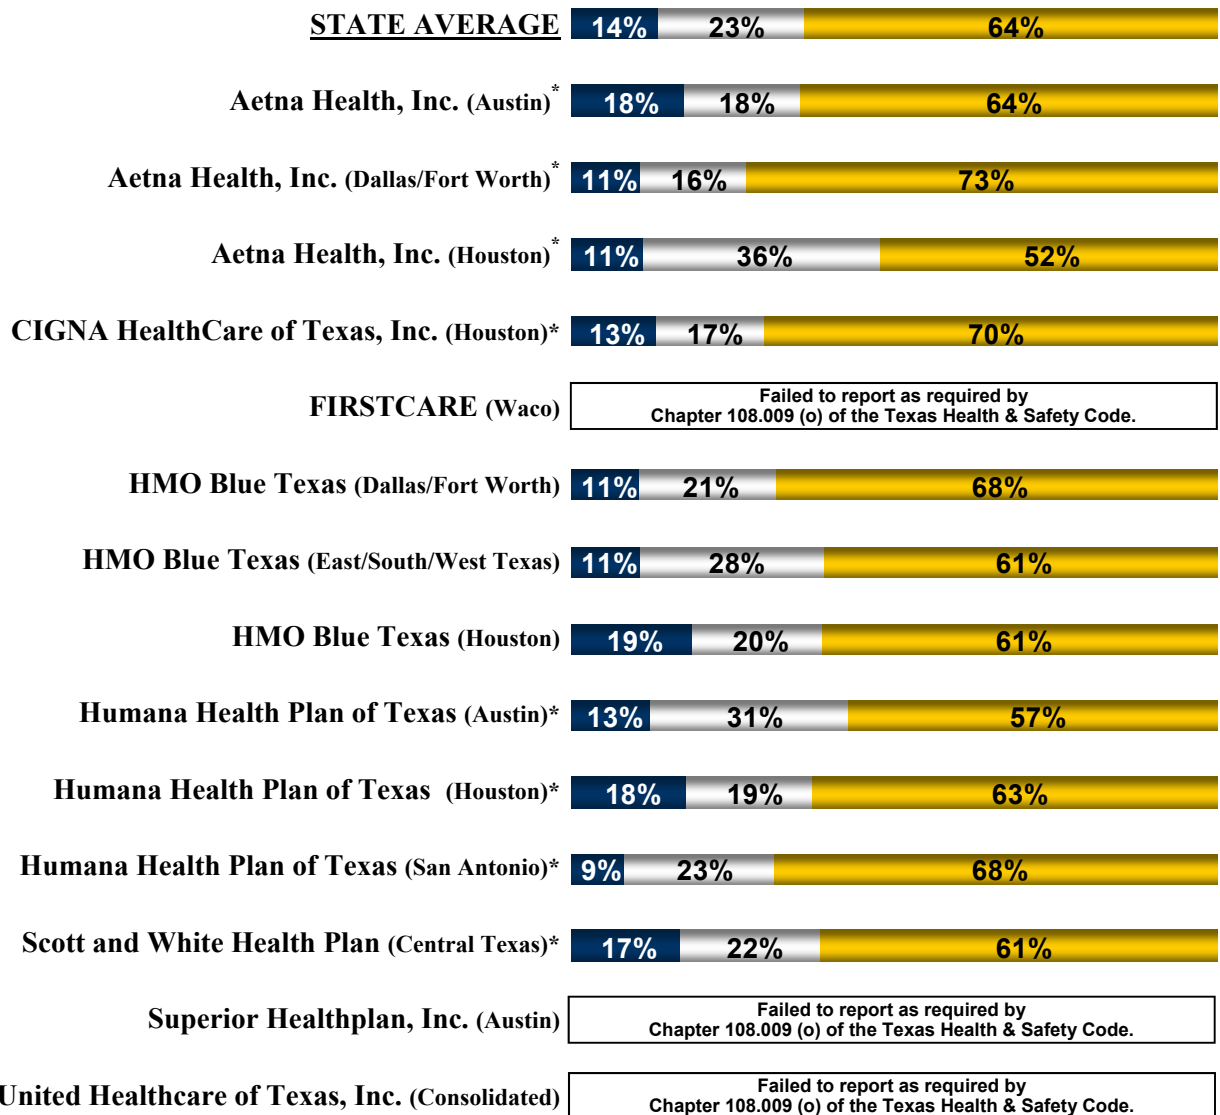 STATE AVERAGE 14% 23% 64%
Aetna Health, Inc. (Austin)* 18% 18% 64%
Aetna Health, Inc. (Dallas/Fort Worth)* 11% 16% 73%
Aetna Health, Inc. (Houston)* 11% 36% 52%
CIGNA HealthCare of Texas, Inc. (Houston)* 13% 17% 70%
FIRSTCARE (Waco)
Failed to report as required by
Chapter 108.009 (o) of the Texas Health & Safety Code.
HMO Blue Texas (Dallas/Fort Worth) 11% 21% 68%
HMO Blue Texas (East/South/West Texas) 11% 28% 61%
HMO Blue Texas (Houston) 19% 20% 61%
Humana Health Plan of Texas (Austin)* 13% 31% 57%
Humana Health Plan of Texas (Houston)* 18% 19% 63%
Humana Health Plan of Texas (San Antonio)* 9% 23% 68%
Scott and White Health Plan (Central Texas)* 17% 22% 61%
Superior Healthplan, Inc. (Austin)
Failed to report as required by
Chapter 108.009 (o) of the Texas Health & Safety Code.
United Healthcare of Texas, Inc. (Consolidated)
Failed to report as required by
Chapter 108.009 (o) of the Texas Health & Safety Code.